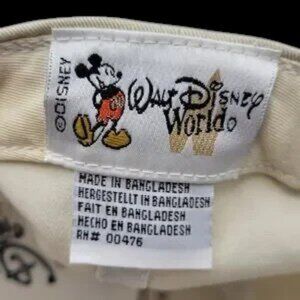 ©DISNEY
Walt Disney
World®
MADE IN BANGLADESH
HERGESTELLT IN BANGLADESH
FAIT EN BANGLADESH
HECHO EN BANGLADESH
RN# 00476